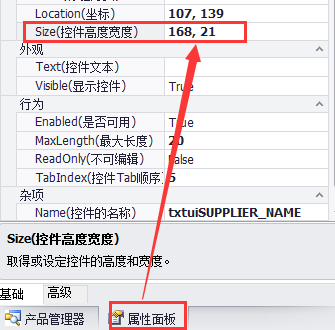 Location(坐标) 107, 139
Size(控件高度宽度) 168, 21
外观
Text(控件文本)
Visible(显示控件) True
行为
Enabled(是否可用) True
MaxLength(最大长度) 20
ReadOnly(不可编辑) False
TabIndex(控件Tab顺序) 5
杂项
Name(控件的名称) txtuiSUPPLIER_NAME
Size(控件高度宽度)
取得或设定控件的高度和宽度。
基础 高级
产品管理器 属性面板